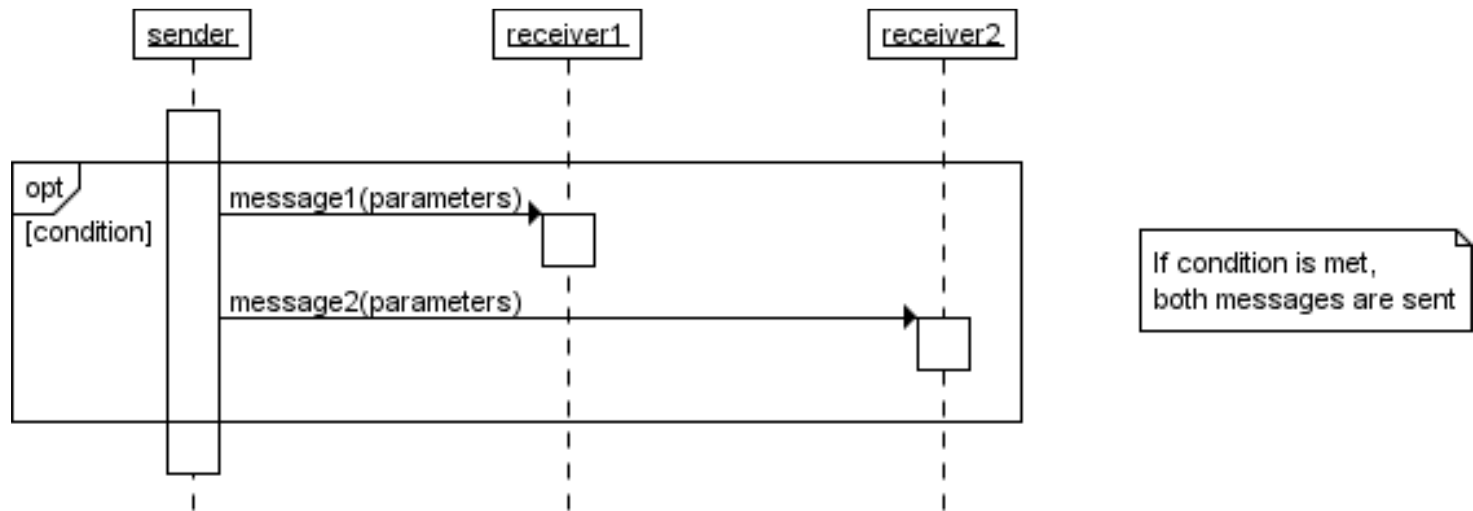 sender
receiver1
receiver2
opt
message1(parameters)
[condition]
message2(parameters)
If condition is met,
both messages are sent